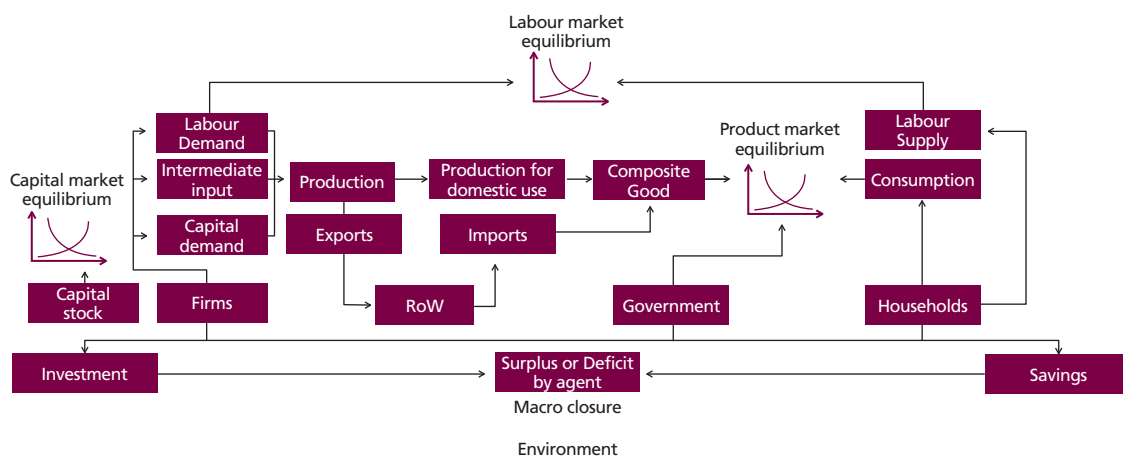 Labour market
equilibrium
Labour
Demand
Labour
Supply
Product market
equilibrium
Capital market
equilibrium
Intermediate
input
Production
Production for
domestic use
Composite
Good
Consumption
Capital
demand
Exports
Imports
Capital
stock
Firms
RoW
Government
Households
Investment
Surplus or Deficit
by agent
Savings
Macro closure
Environment